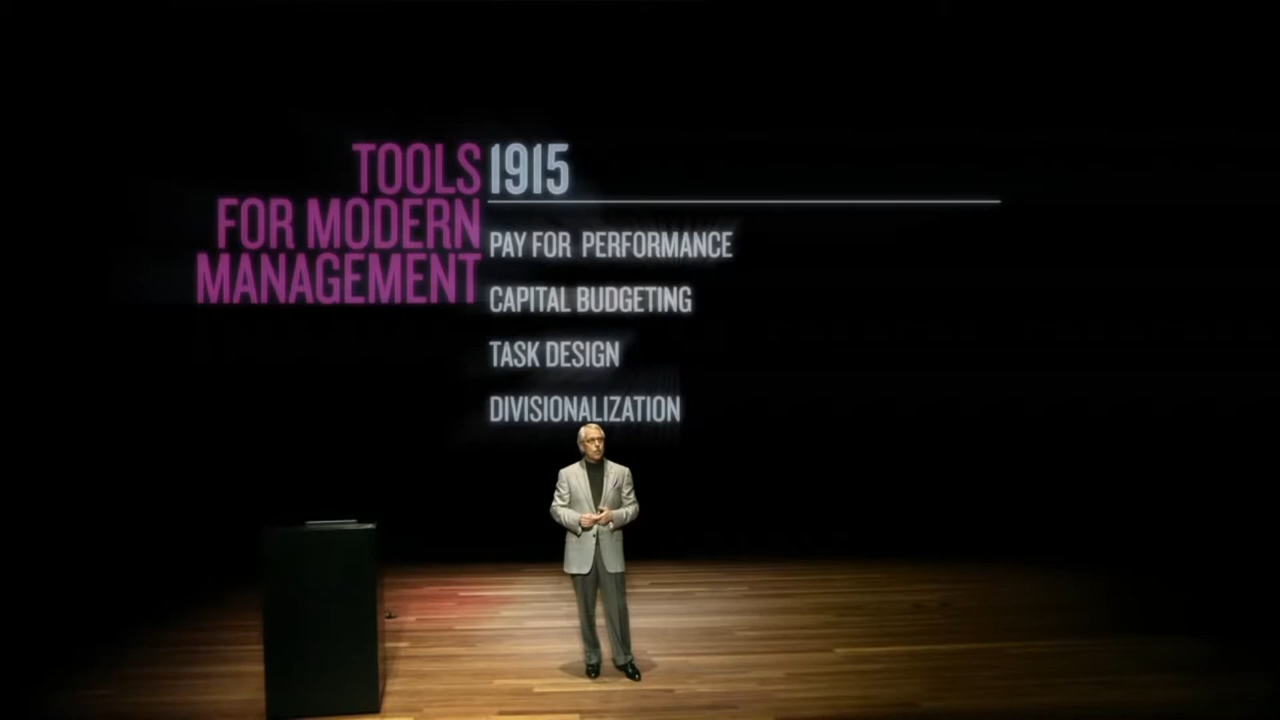 TOOLS
FOR MODERN
MANAGEMENT
1915
PAY FOR PERFORMANCE
CAPITAL BUDGETING
TASK DESIGN
DIVISIONALIZATION